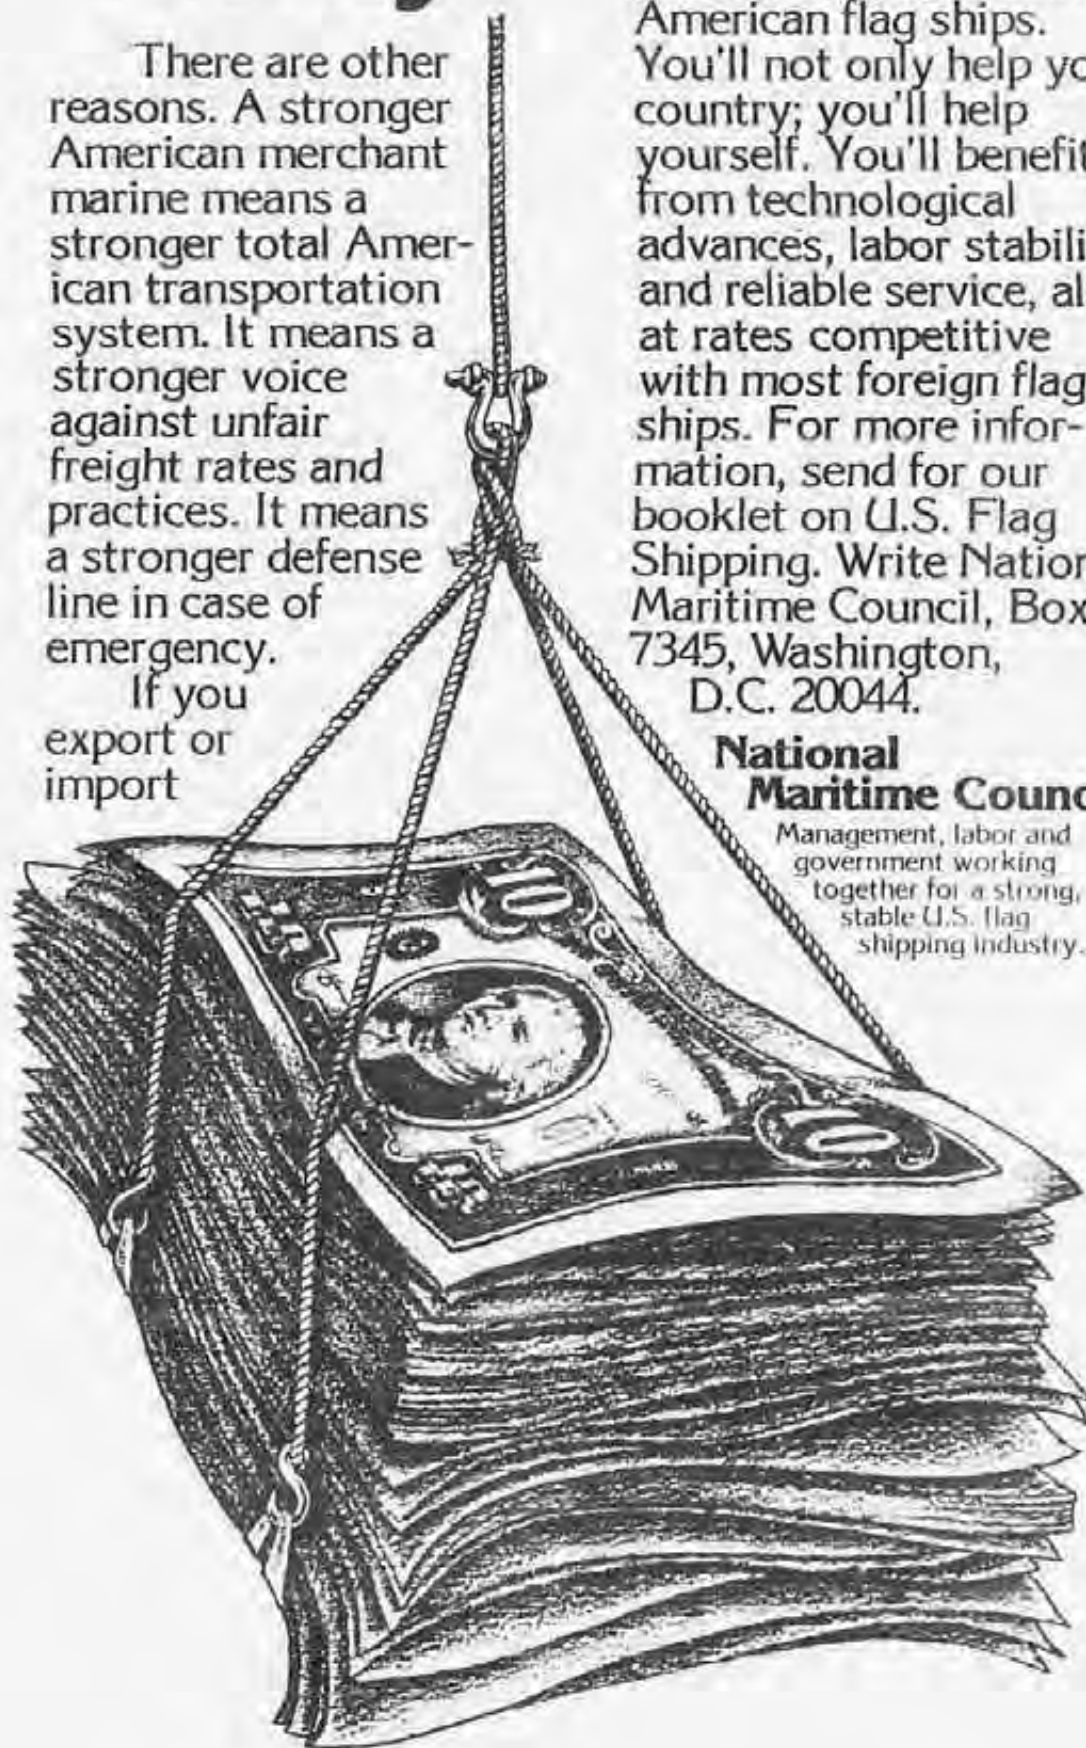 There are other
reasons. A stronger
American merchant
marine means a
stronger total Amer-
ican transportation
system. It means a
stronger voice
against unfair
freight rates and
practices. It means
a stronger defense
line in case of
emergency.
If you
export or
import
American flag ships.
You'll not only help
country; you'll help
yourself. You'll benefit
from technological
advances, labor
and reliable service,
at rates competitive
with most foreign flag
ships. For more infor-
mation, send for our
booklet on U.S. Flag
Shipping. Write
Maritime Council, Box
7345, Washington,
D.C. 20044.
National
Maritime
Management, labor and
government working
together for a strong,
stable U.S. flag
shipping industry.
10
10